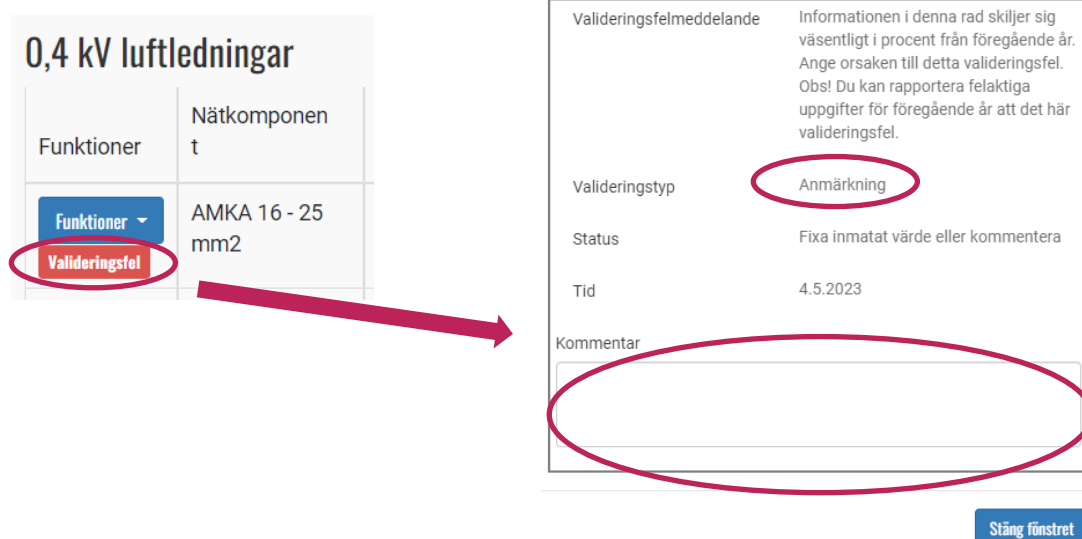 0,4 kV luftledningar
Funktioner
Nätkomponen
t
Funktioner
Valideringsfel
AMKA 16 - 25
mm2
Valideringsfelmeddelande
Informationen i denna rad skiljer sig
väsentligt i procent från föregående år.
Ange orsaken till detta valideringsfel.
Obs! Du kan rapportera felaktiga
uppgifter för föregående år att det här
valideringsfel.
Valideringstyp
Anmärkning
Status
Fixa inmatat värde eller kommentera
Tid
4.5.2023
Kommentar
Stäng fönstret